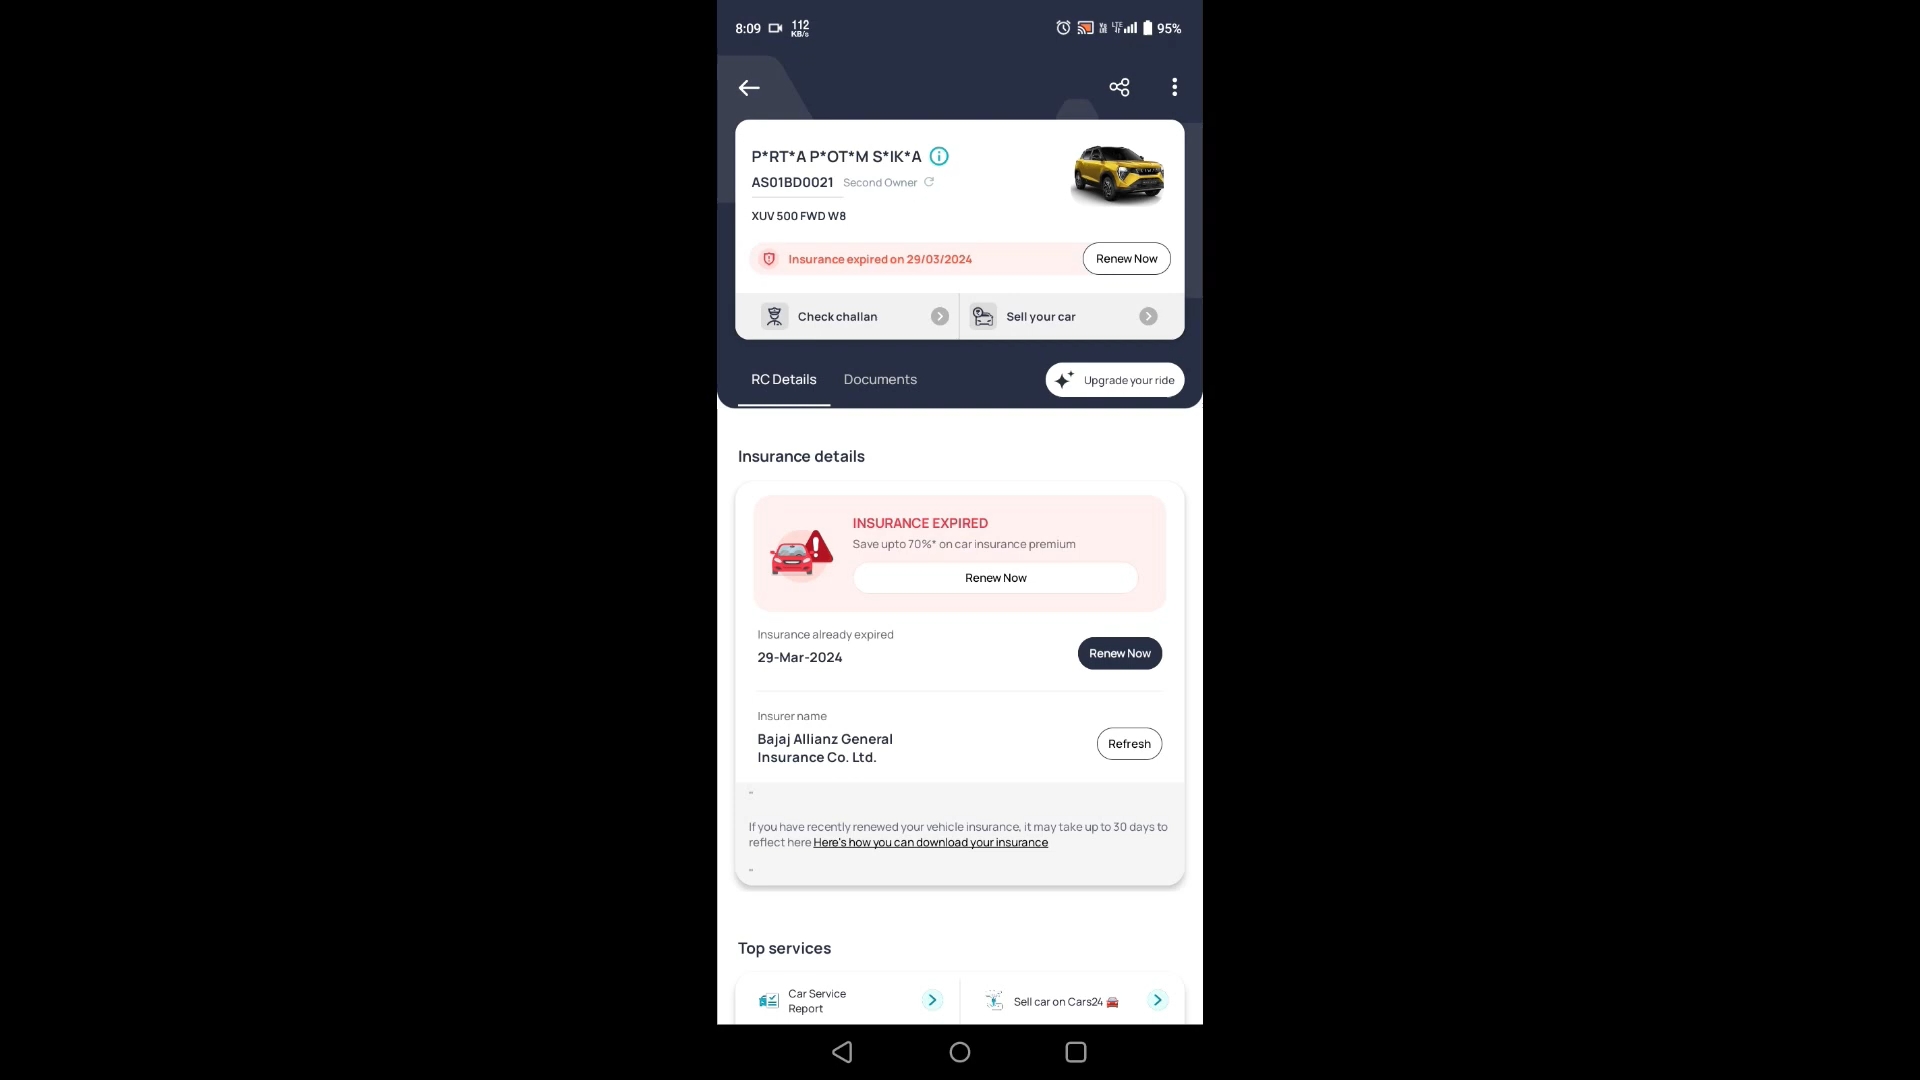 8:09 112 KB/s 95%
P*RT*A P*OT*M S*IK*A
AS01BD0021 Second Owner
XUV 500 FWD W8
Insurance expired on 29/03/2024 Renew Now
Check challan Sell your car
RC Details Documents Upgrade your ride
Insurance details
INSURANCE EXPIRED
Save upto 70%* on car insurance premium
Renew Now
Insurance already expired
29-Mar-2024 Renew Now
Insurer name
Bajaj Allianz General
Insurance Co. Ltd.
Refresh
"
If you have recently renewed your vehicle insurance, it may take up to 30 days to
reflect here Here's how you can download your insurance
"
Top services
Car Service
Report
Sell car on Cars24